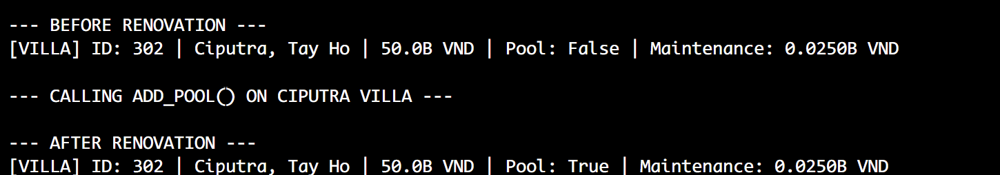 --- BEFORE RENOVATION ---
[VILLA] ID: 302 | Ciputra, Tay Ho | 50.0B VND | Pool: False | Maintenance: 0.0250B VND
--- CALLING ADD_POOL() ON CIPUTRA VILLA ---
--- AFTER RENOVATION ---
[VILLA] ID: 302 | Ciputra, Tay Ho | 50.0B VND | Pool: True | Maintenance: 0.0250B VND